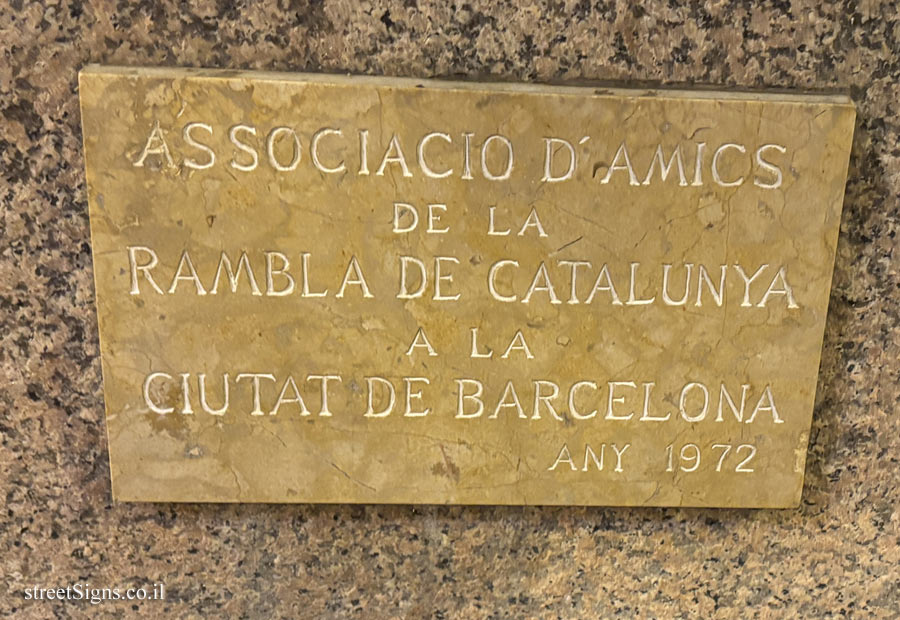 ASSOCIACIO D'AMICS
DE LA
RAMBLA DE CATALUNYA
A LA
CIUTAT DE BARCELONA
ANY 1972
streetSigns.co.il